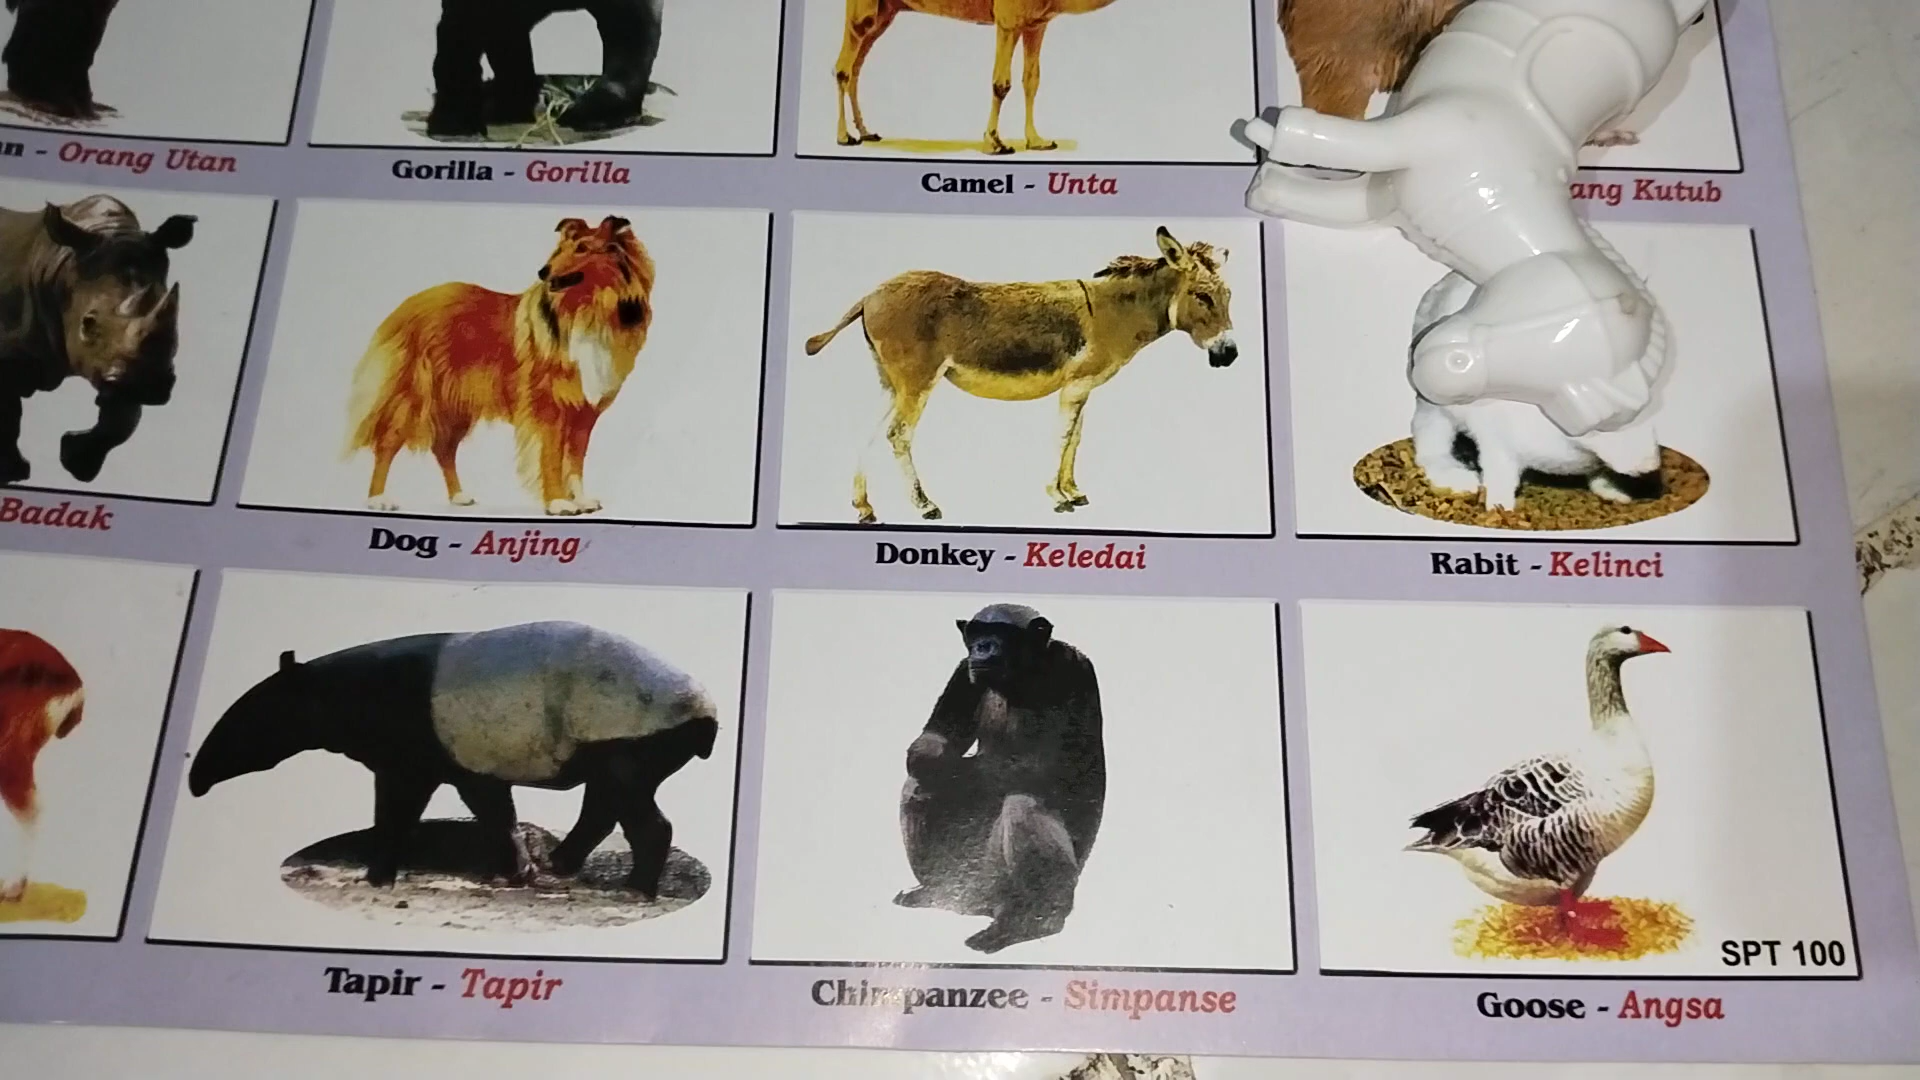 n - Orang Utan
Gorilla - Gorilla
Camel - Unta
ang Kutub
Badak
Dog - Anjing
Donkey - Keledai
Rabit - Kelinci
SPT 100
Tapir - Tapir
Chimpanzee - Simpanse
Goose - Angsa